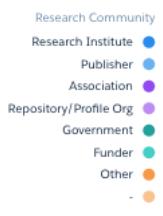 Research Community
Research Institute
Publisher
Association
Repository/Profile Org
Government
Funder
Other
-